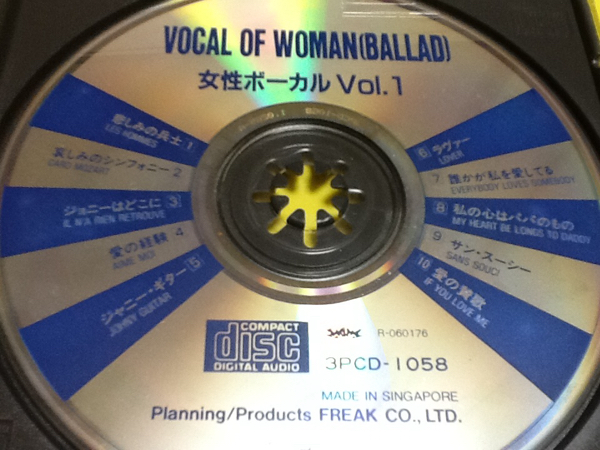 VOCAL OF WOMAN(BALLAD)
女性ボーカル Vol.1
悲しみの兵士 1
LES HOMMES
哀しみのシンフォニー 2
CARO MOZART
ジョニーはどこに 3
IL N'A RIEN RETROUVE
愛の経験 4
AIME MOI
ジャニー・ギター 5
JOHNY GUITAR
6 ラヴァー
LOVER
7 誰かが私を愛してる
EVERYBODY LOVES SOMEBODY
8 私の心はパパのもの
MY HEART BE LONGS TO DADDY
9 サン・スーシー
SANS SOUCI
10 愛の賛歌
IF YOU LOVE ME
COMPACT
disc
DIGITAL AUDIO
R-060176
3PCD-1058
MADE IN SINGAPORE
Planning/Products FREAK CO., LTD.